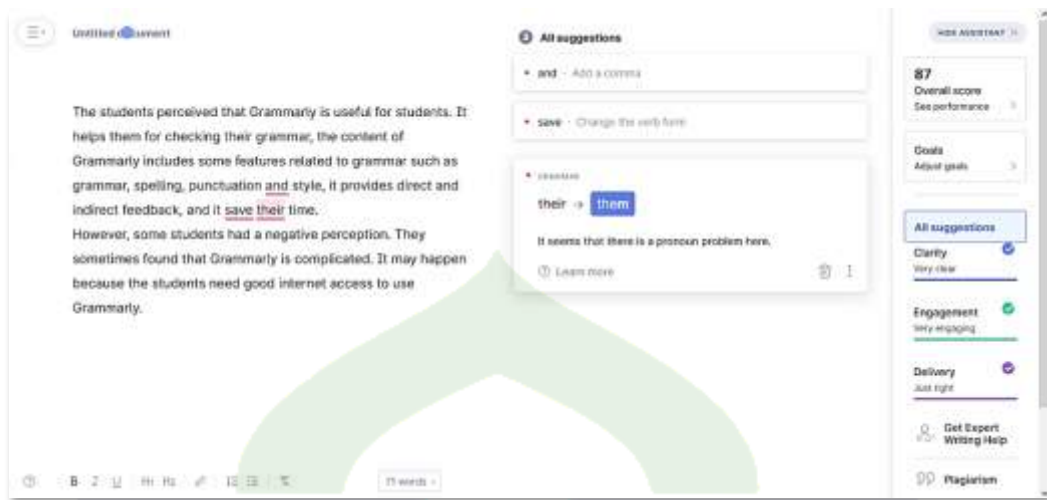 Untitled document
The students perceived that Grammarly is useful for students. It
helps them for checking their grammar, the content of
Grammarly includes some features related to grammar such as
grammar, spelling, punctuation and style, it provides direct and
indirect feedback, and it save their time.
However, some students had a negative perception. They
sometimes found that Grammarly is complicated. It may happen
because the students need good internet access to use
Grammarly.
B I U H1 H2
All suggestions
and · Add a comma
save · Change the verb form
their → them
It seems that there is a pronoun problem here.
Learn more
HIDE ASSISTANT
87
Overall score
See performance
Goals
Adjust goals
All suggestions
Clarity
Very clear
Engagement
Very engaging
Delivery
Just right
Get Expert
Writing Help
Plagiarism